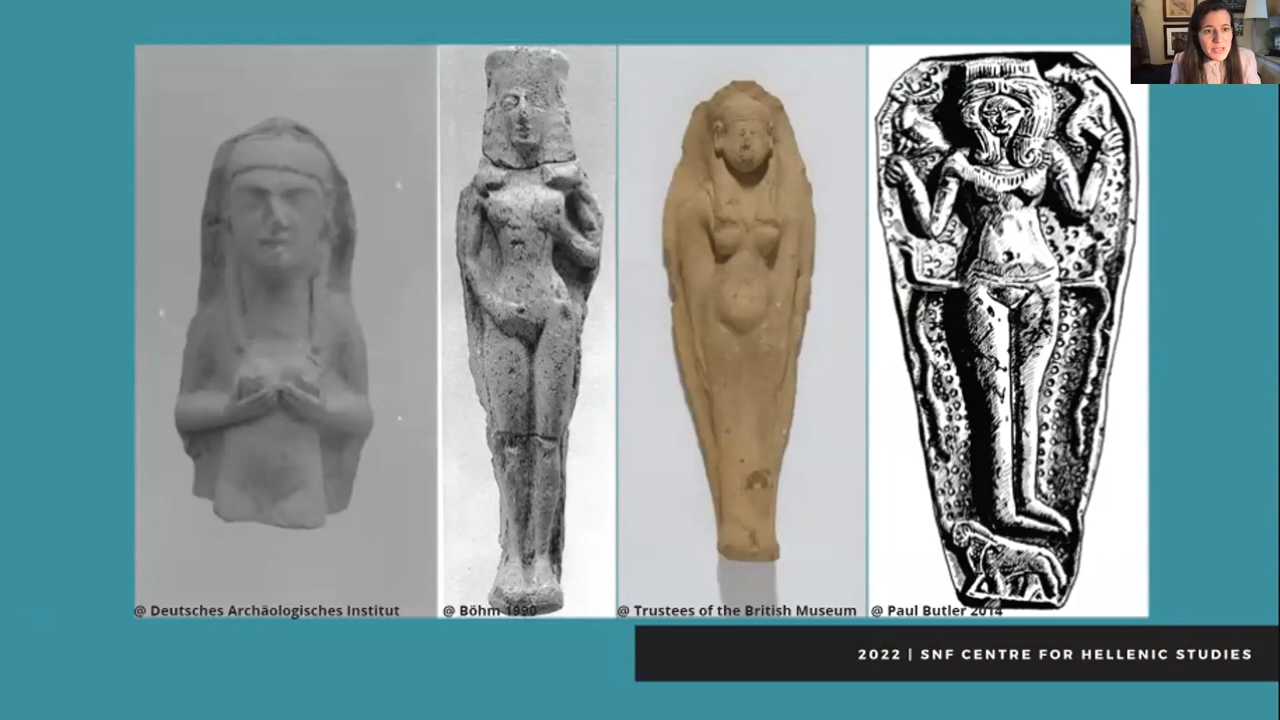 @ Deutsches Archäologisches Institut
@ Böhm 1990
@ Trustees of the British Museum
@ Paul Butler 2014
2022 | SNF CENTRE FOR HELLENIC STUDIES